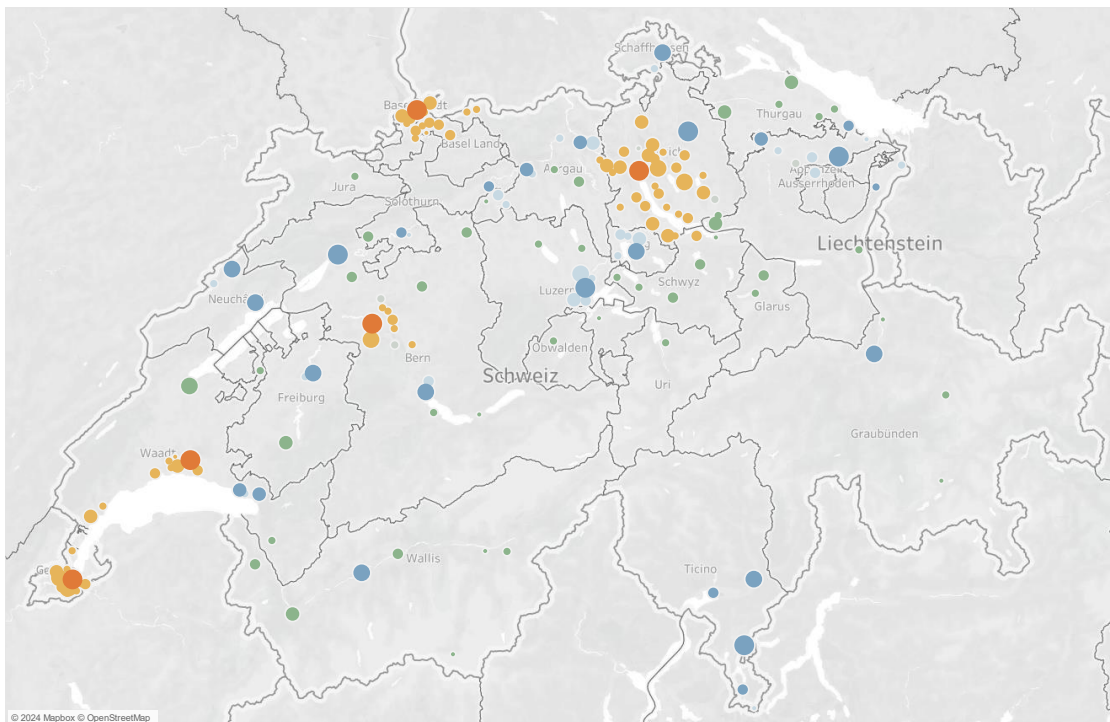 Schaffhausen
Thurgau
Basel Land
Aargau
Jura
Solothurn
Appenzell
Ausserrhoden
Liechtenstein
Luzern
Schwyz
Glarus
Obwalden
Bern
Schweiz
Uri
Freiburg
Graubünden
Waadt
Wallis
Ticino
© 2024 Mapbox © OpenStreetMap